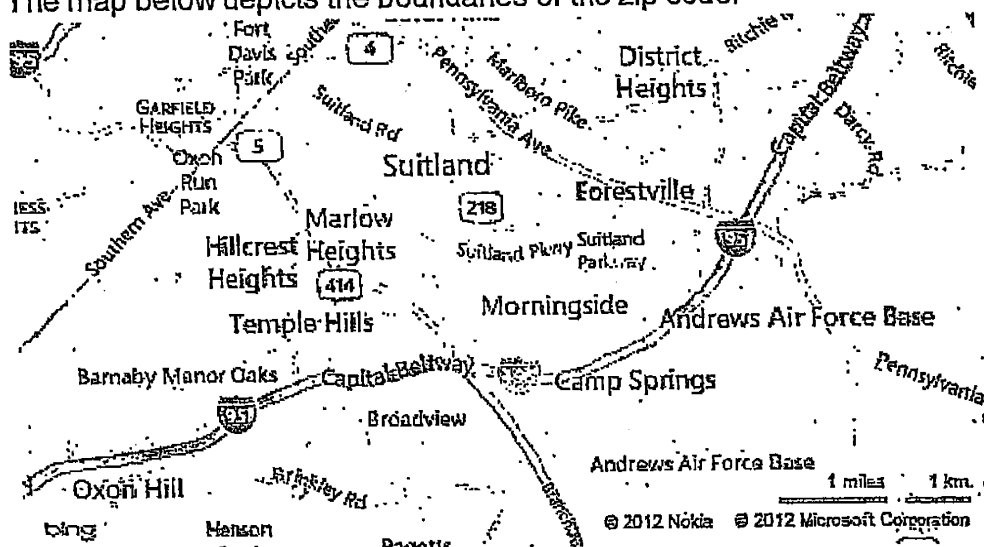 The map below depicts the boundaries of the zip code.
Fort
Davis
Park
4
Pennsylvania Ave
Marlboro Pike
District
Heights
Ritchie
Ritchie
Capital Beltway
Darcy Rd
GARFIELD
HEIGHTS
Suitland Rd
5
Oxon
Run
Park
Suitland
218
Forestville
Southern Ave
Marlow
Heights
Hillcrest
Heights
414
Suitland Pkwy
Suitland
Parkway
Temple Hills
Morningside
Andrews Air Force Base
Barnaby Manor Oaks
Capital Beltway
Camp Springs
Pennsylvania
Broadview
Andrews Air Force Base
Oxon Hill
Brinkley Rd
1 miles
1 km.
bing
Henson
© 2012 Nokia © 2012 Microsoft Corporation